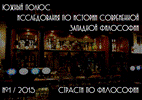 Южный полюс
исследования по истории современной
западной философии
№1 / 2015
Страсти по философии